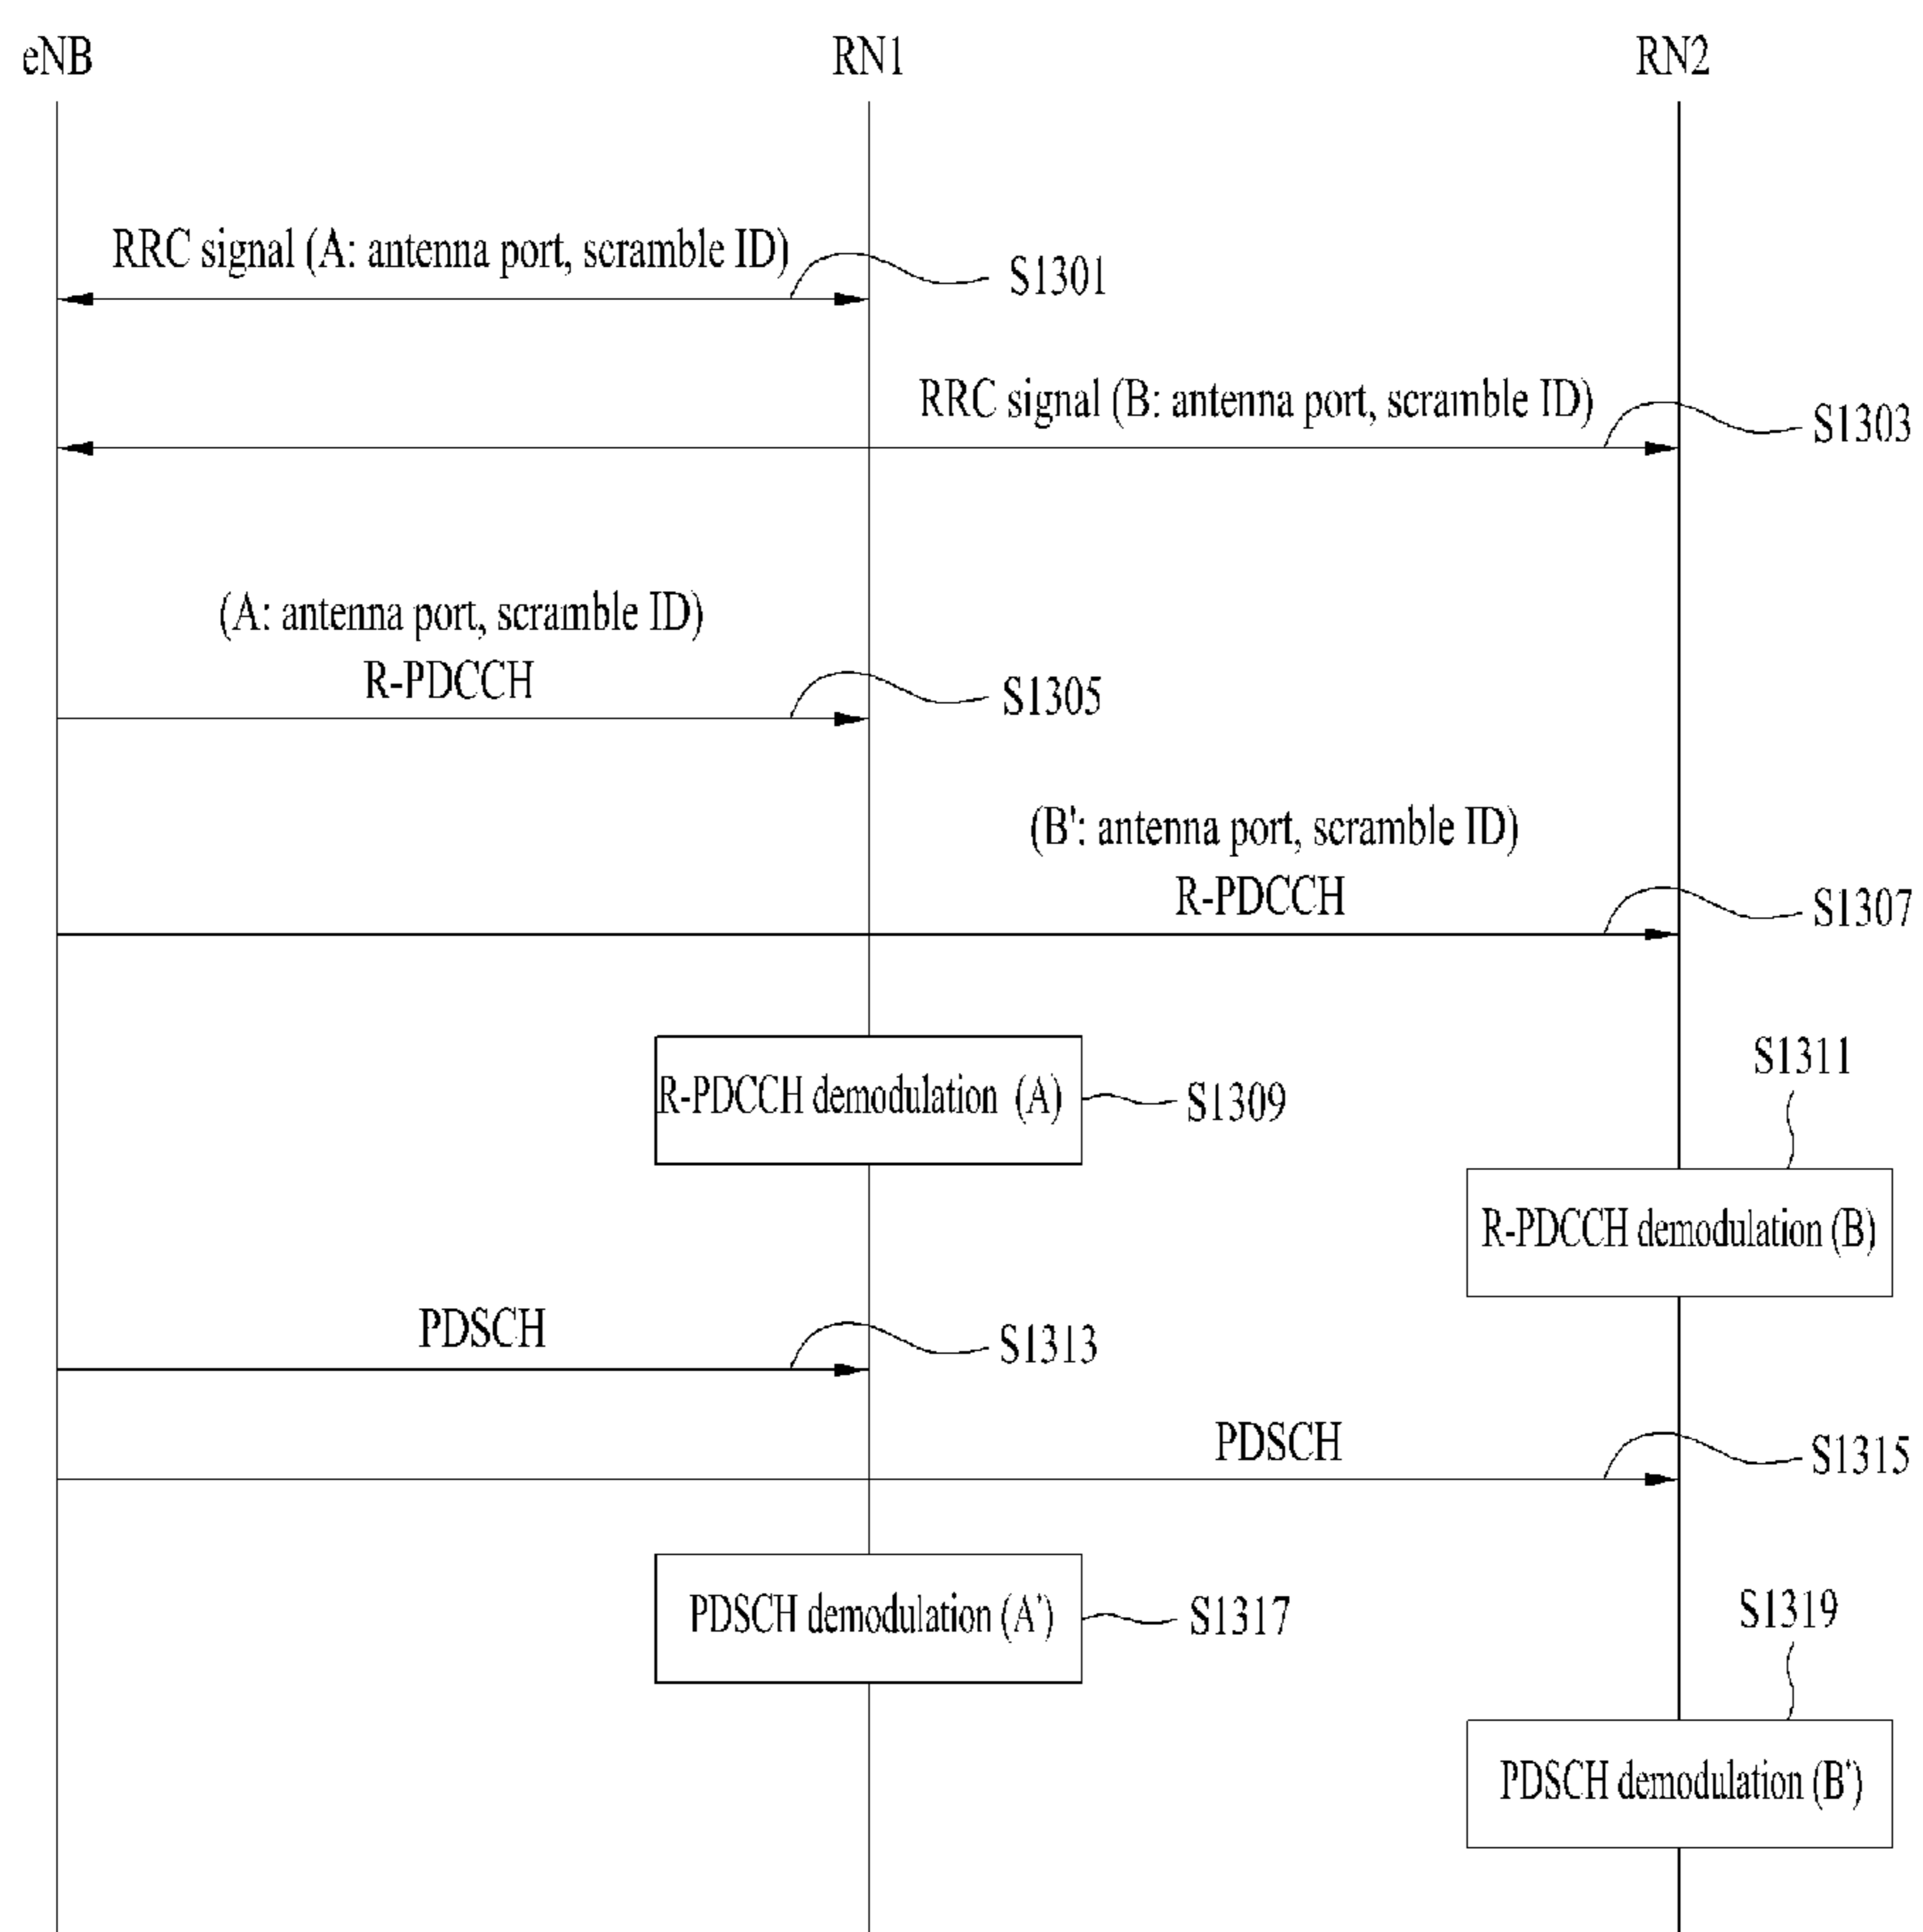 eNB
RN1
RN2
RRC signal (A: antenna port, scramble ID)
S1301
RRC signal (B: antenna port, scramble ID)
S1303
(A: antenna port, scramble ID)
R-PDCCH
S1305
(B': antenna port, scramble ID)
R-PDCCH
S1307
R-PDCCH demodulation (A)
S1309
S1311
R-PDCCH demodulation (B)
PDSCH
S1313
PDSCH
S1315
PDSCH demodulation (A')
S1317
S1319
PDSCH demodulation (B')